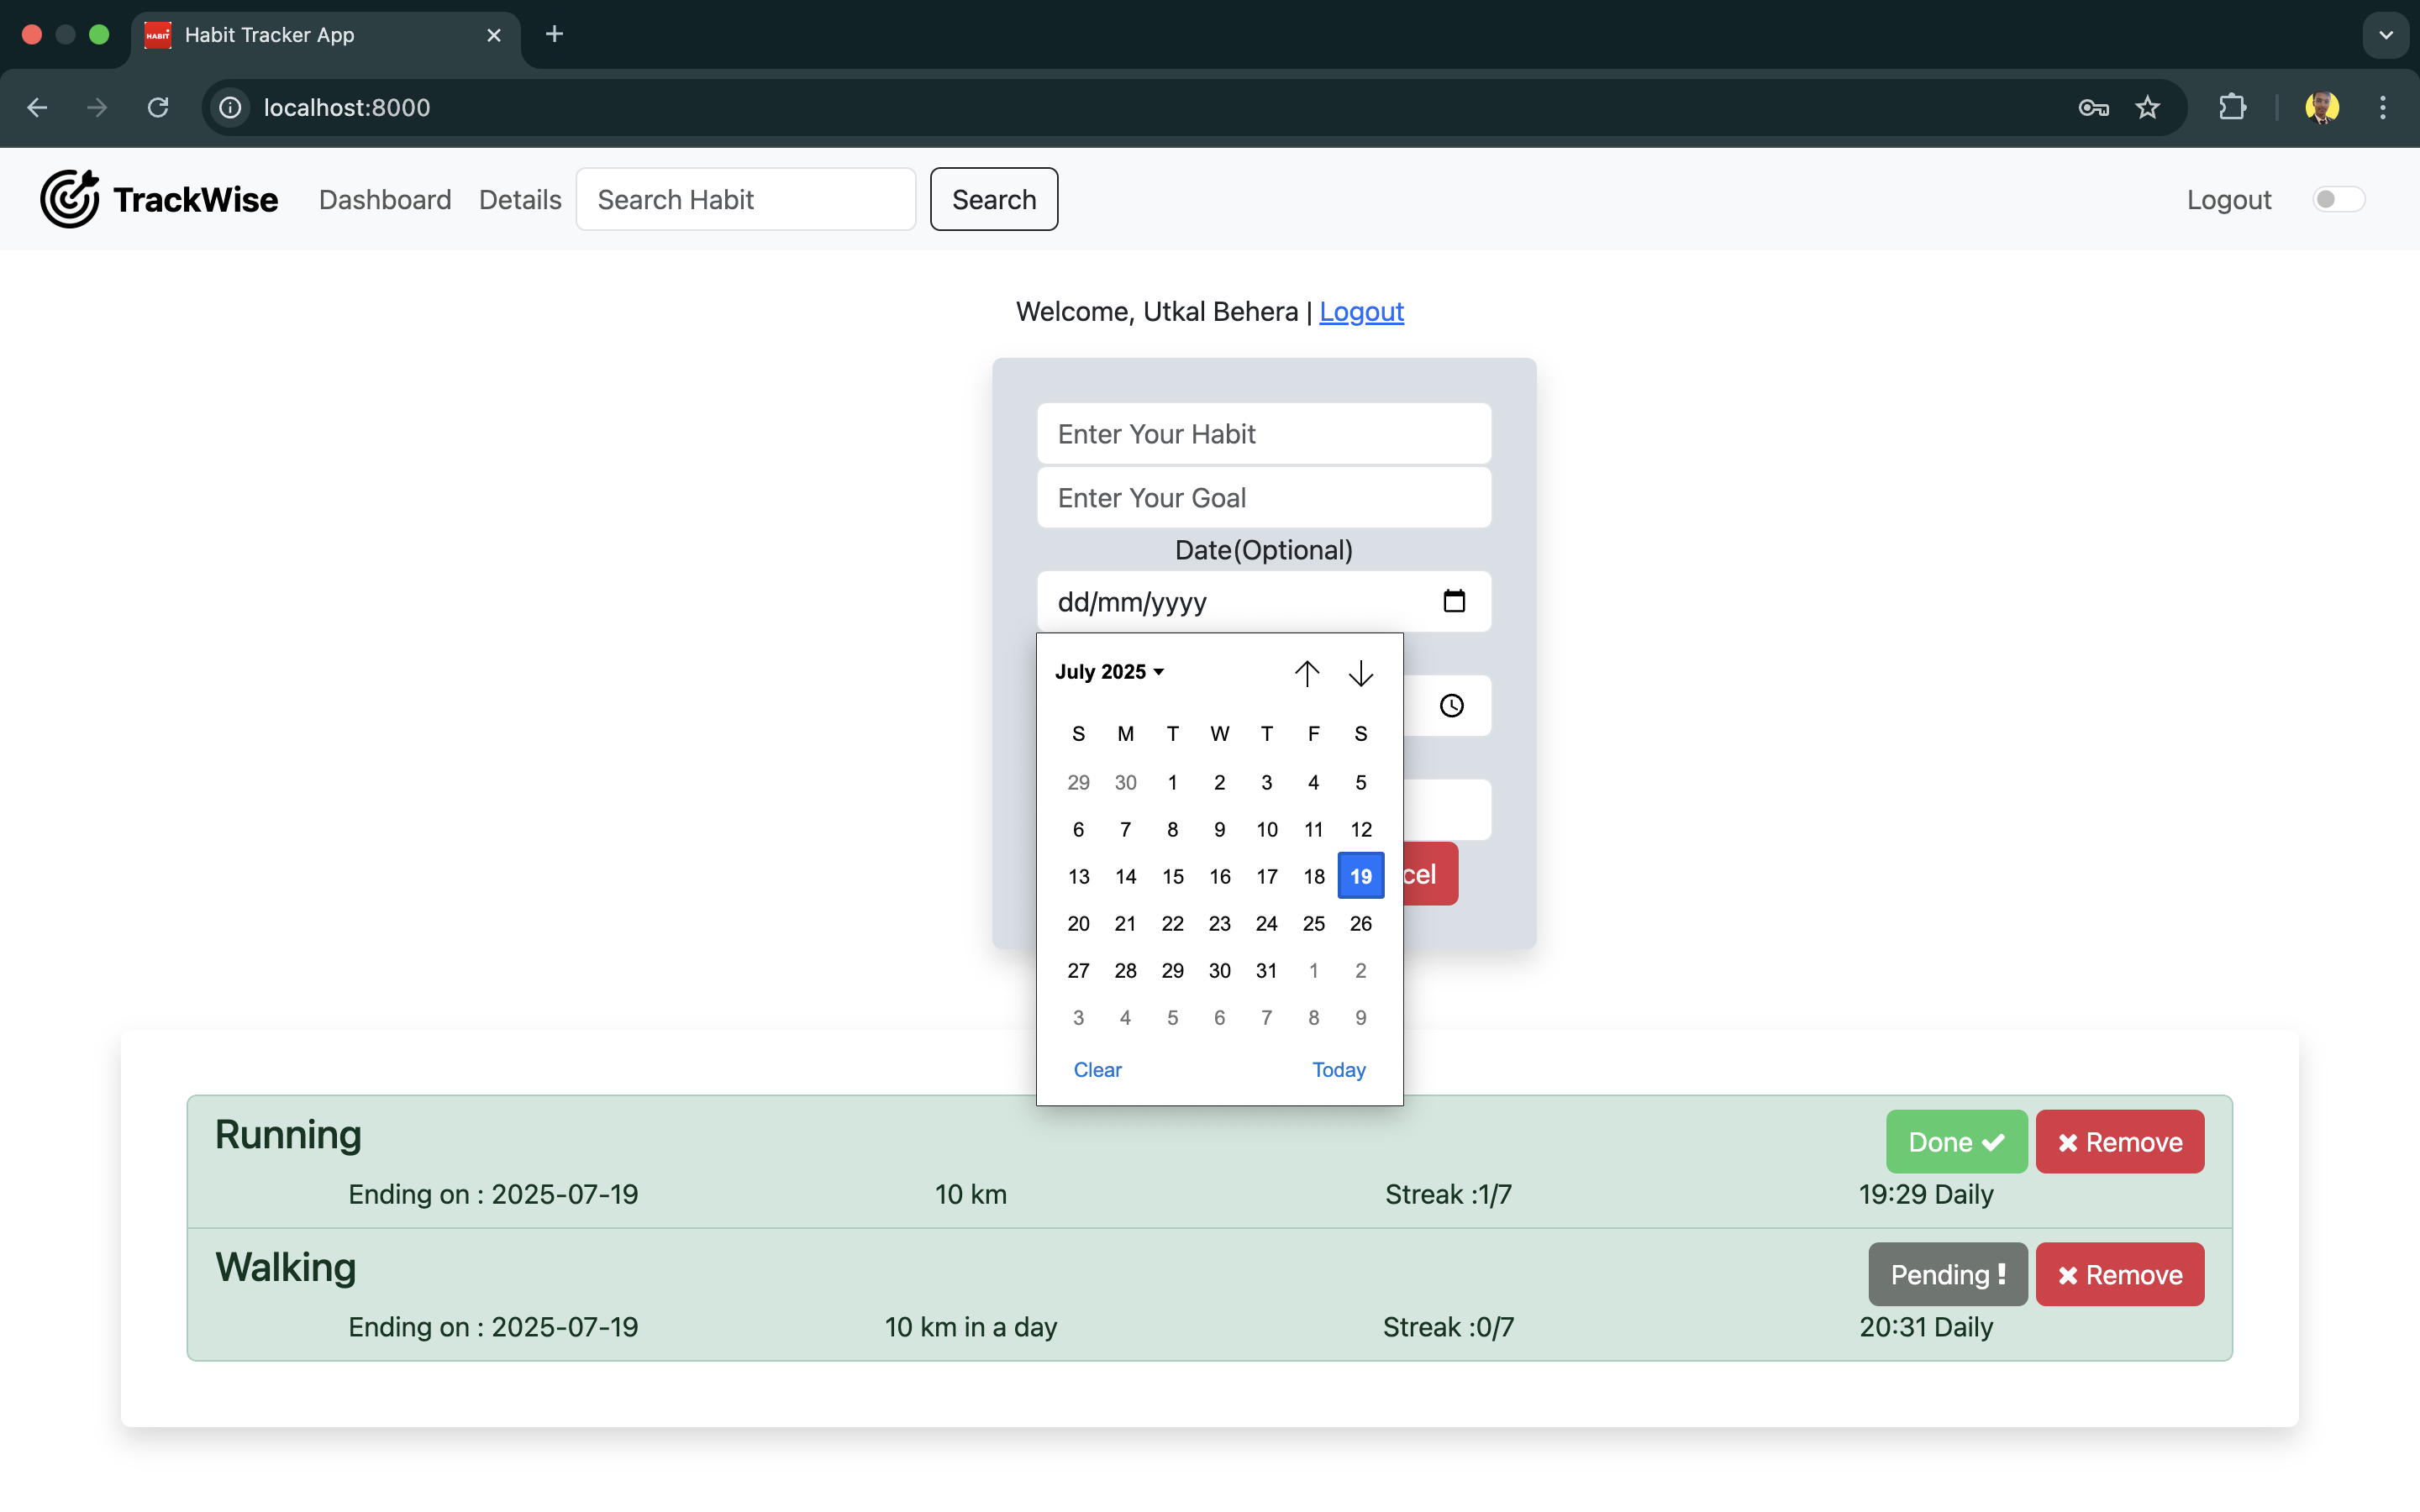 HABIT
Habit Tracker App
localhost:8000
TrackWise
Dashboard
Details
Search Habit
Search
Logout
Welcome, Utkal Behera | Logout
Enter Your Habit
Enter Your Goal
Date(Optional)
dd/mm/yyyy
July 2025
S M T W T F S
29 30 1 2 3 4 5
6 7 8 9 10 11 12
13 14 15 16 17 18 19
20 21 22 23 24 25 26
27 28 29 30 31 1 2
3 4 5 6 7 8 9
Clear Today
cel
Running
Done
Remove
Ending on : 2025-07-19 10 km Streak :1/7 19:29 Daily
Walking
Pending !
Remove
Ending on : 2025-07-19 10 km in a day Streak :0/7 20:31 Daily